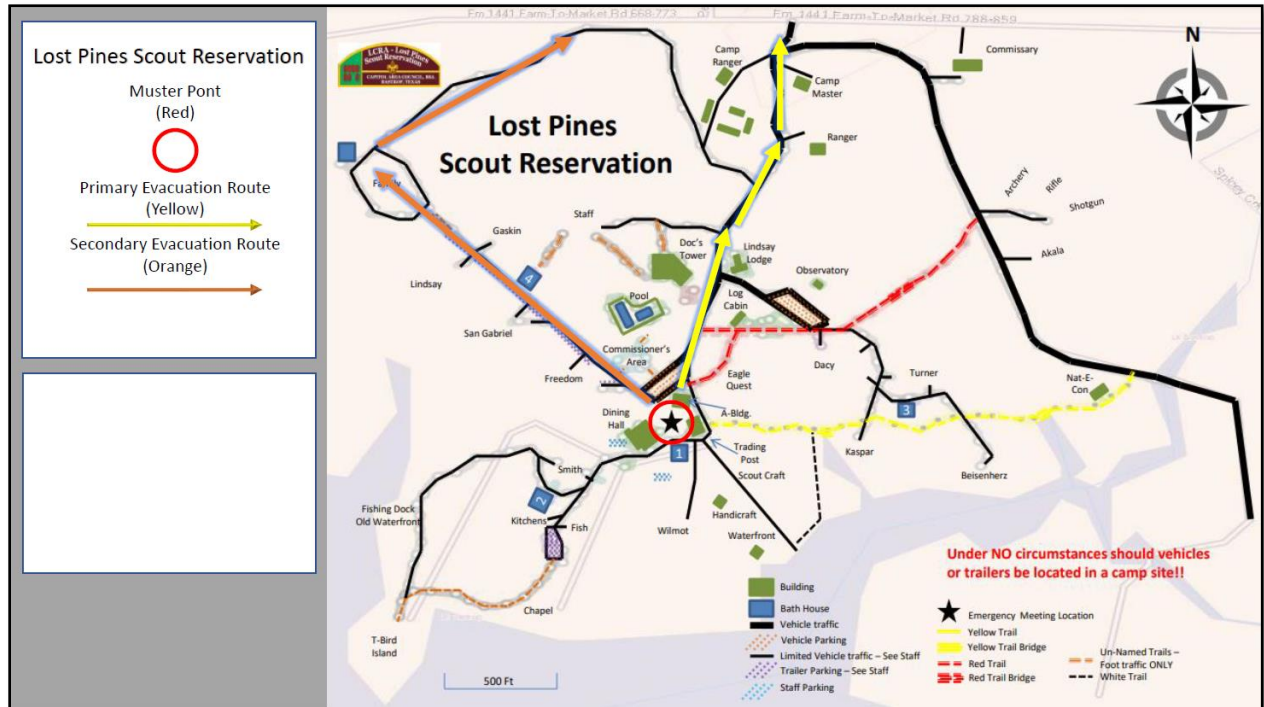 Lost Pines Scout Reservation
Muster Pont
(Red)
Primary Evacuation Route
(Yellow)
Secondary Evacuation Route
(Orange)
Fm 1441 Farm-To-Market Rd 668-773
Fm 1441 Farm-To-Market Rd 288-859
LCRA - Lost Pines
Scout Reservation
CAPITOL AREA COUNCIL, BSA
BASTROP, TEXAS
Lost Pines
Scout Reservation
Camp
Ranger
Camp
Master
Commissary
N
Ranger
Family
Archery
Rifle
Shotgun
Akala
Staff
Gaskin
Doc's
Tower
Lindsay
Lodge
Observatory
Lindsay
4
Pool
Log
Cabin
San Gabriel
Commissioner's
Area
Dacy
Freedom
Eagle
Quest
Turner
Nat-E-
Con
Dining
Hall
A-Bldg.
3
1
Trading
Post
Kaspar
Scout Craft
Beisenherz
Smith
2
Fishing Dock
Old Waterfront
Kitchens
Fish
Wilmot
Handicraft
Waterfront
Chapel
T-Bird
Island
500 Ft
Under NO circumstances should vehicles
or trailers be located in a camp site!!
Building
Bath House
Vehicle traffic
Vehicle Parking
Limited Vehicle traffic – See Staff
Trailer Parking – See Staff
Staff Parking
Emergency Meeting Location
Yellow Trail
Yellow Trail Bridge
Red Trail
Red Trail Bridge
Un-Named Trails –
Foot traffic ONLY
White Trail